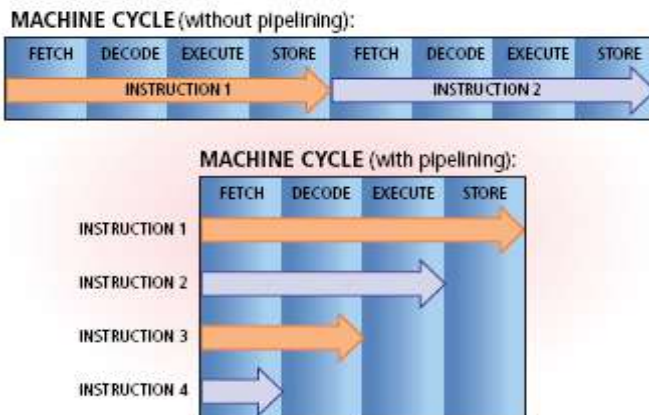 MACHINE CYCLE (without pipelining):
FETCH DECODE EXECUTE STORE FETCH DECODE EXECUTE STORE
INSTRUCTION 1 INSTRUCTION 2
MACHINE CYCLE (with pipelining):
FETCH DECODE EXECUTE STORE
INSTRUCTION 1
INSTRUCTION 2
INSTRUCTION 3
INSTRUCTION 4